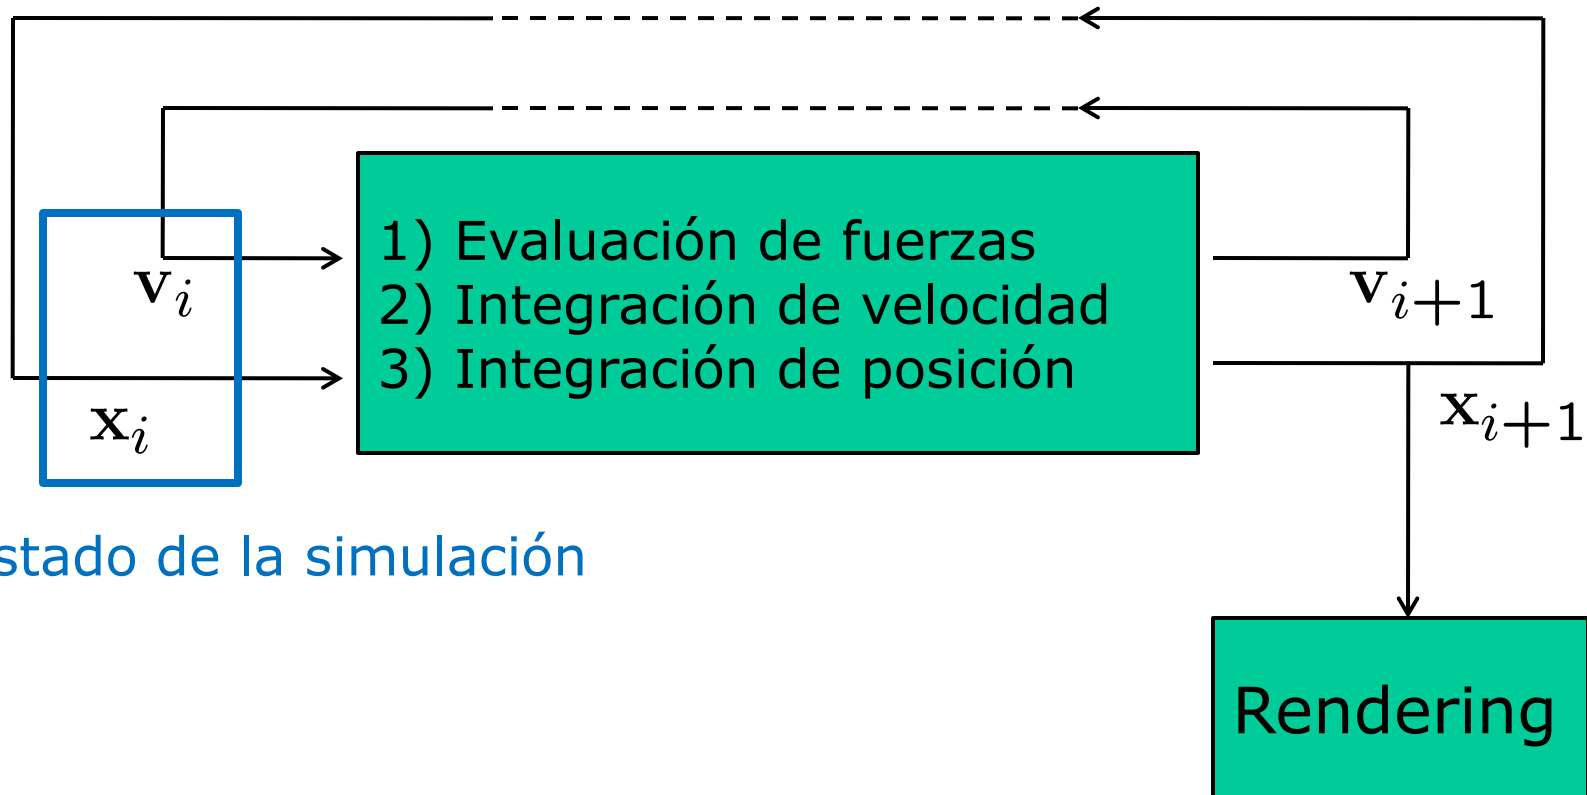 1) Evaluación de fuerzas
2) Integración de velocidad
3) Integración de posición
v_i
x_i
v_{i+1}
x_{i+1}
stado de la simulación
Rendering